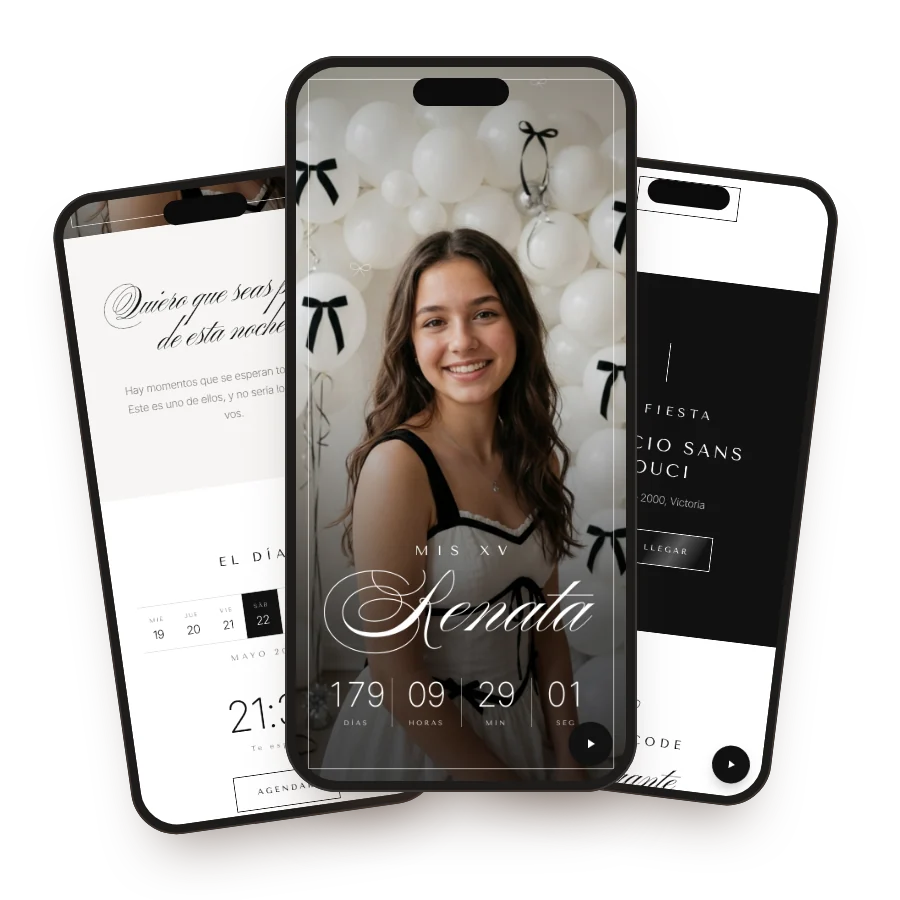 Quiero que seas
de esta noche
Hay momentos que se esperan
Este es uno de ellos, y no sería
vos.
EL DÍA
MIÉ JUE VIE SÁB
19 20 21 22
MAYO
21:
Te
AGENDAR
MIS XV
Renata
179 09 29 01
DÍAS HORAS MIN SEG
FIESTA
CIO SANS
OUCI
2000, Victoria
LLEGAR
CODE